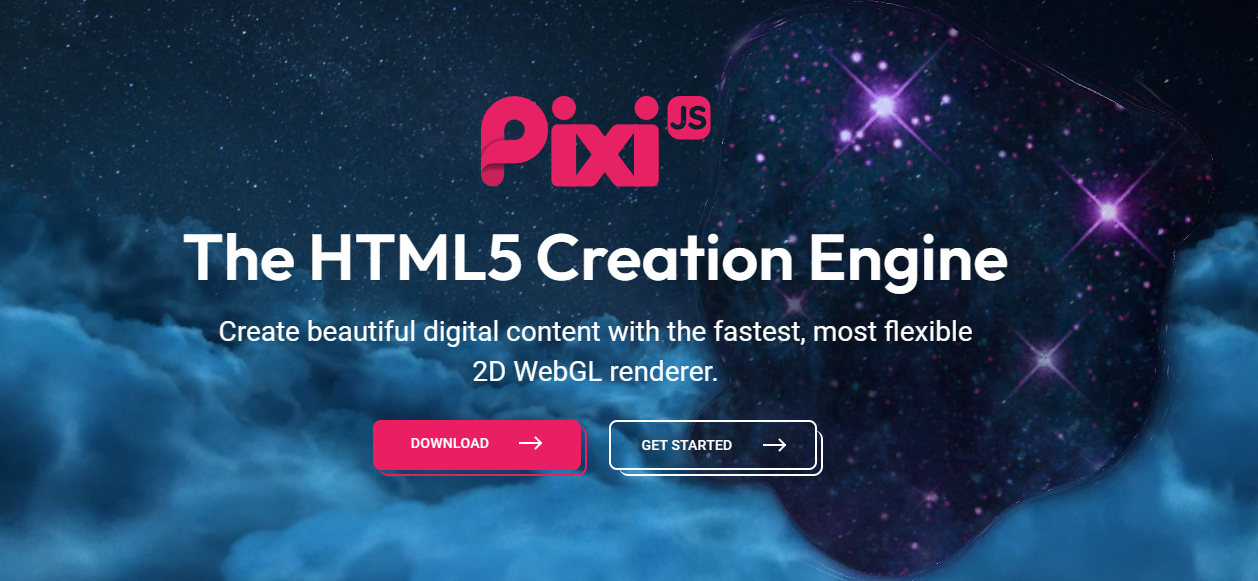 Pixi JS
The HTML5 Creation Engine
Create beautiful digital content with the fastest, most flexible
2D WebGL renderer.
DOWNLOAD
GET STARTED